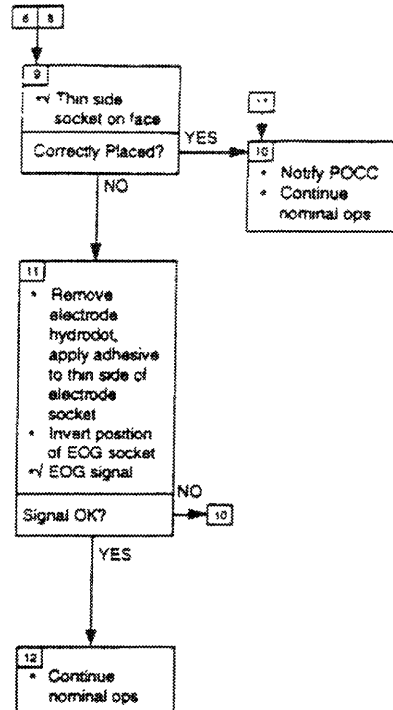 6 8
9
√ Thin side
socket on face
Correctly Placed?
YES
NO
10
• Notify POCC
• Continue
nominal ops
11
• Remove
electrode
hydrodot,
apply adhesive
to thin side of
electrode
socket
• Invert position
of EOG socket
√ EOG signal
Signal OK?
NO
10
YES
12
• Continue
nominal ops